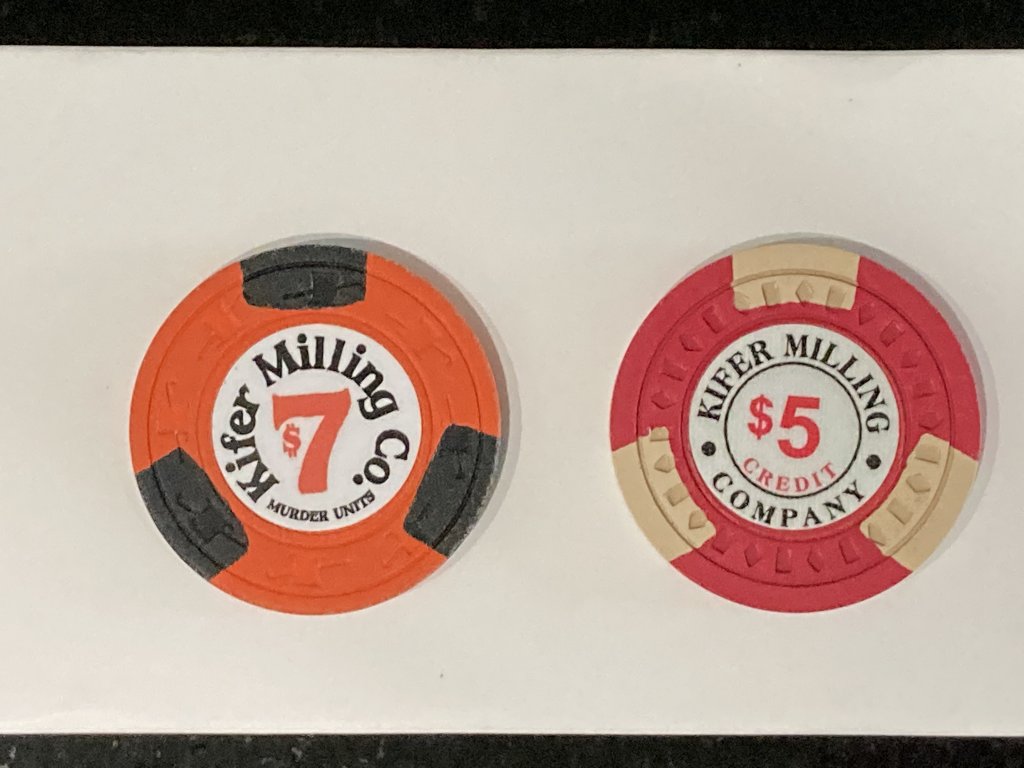 Kifer Milling Co.
$7
MURDER UNITS
KIFER MILLING
$5
CREDIT
COMPANY